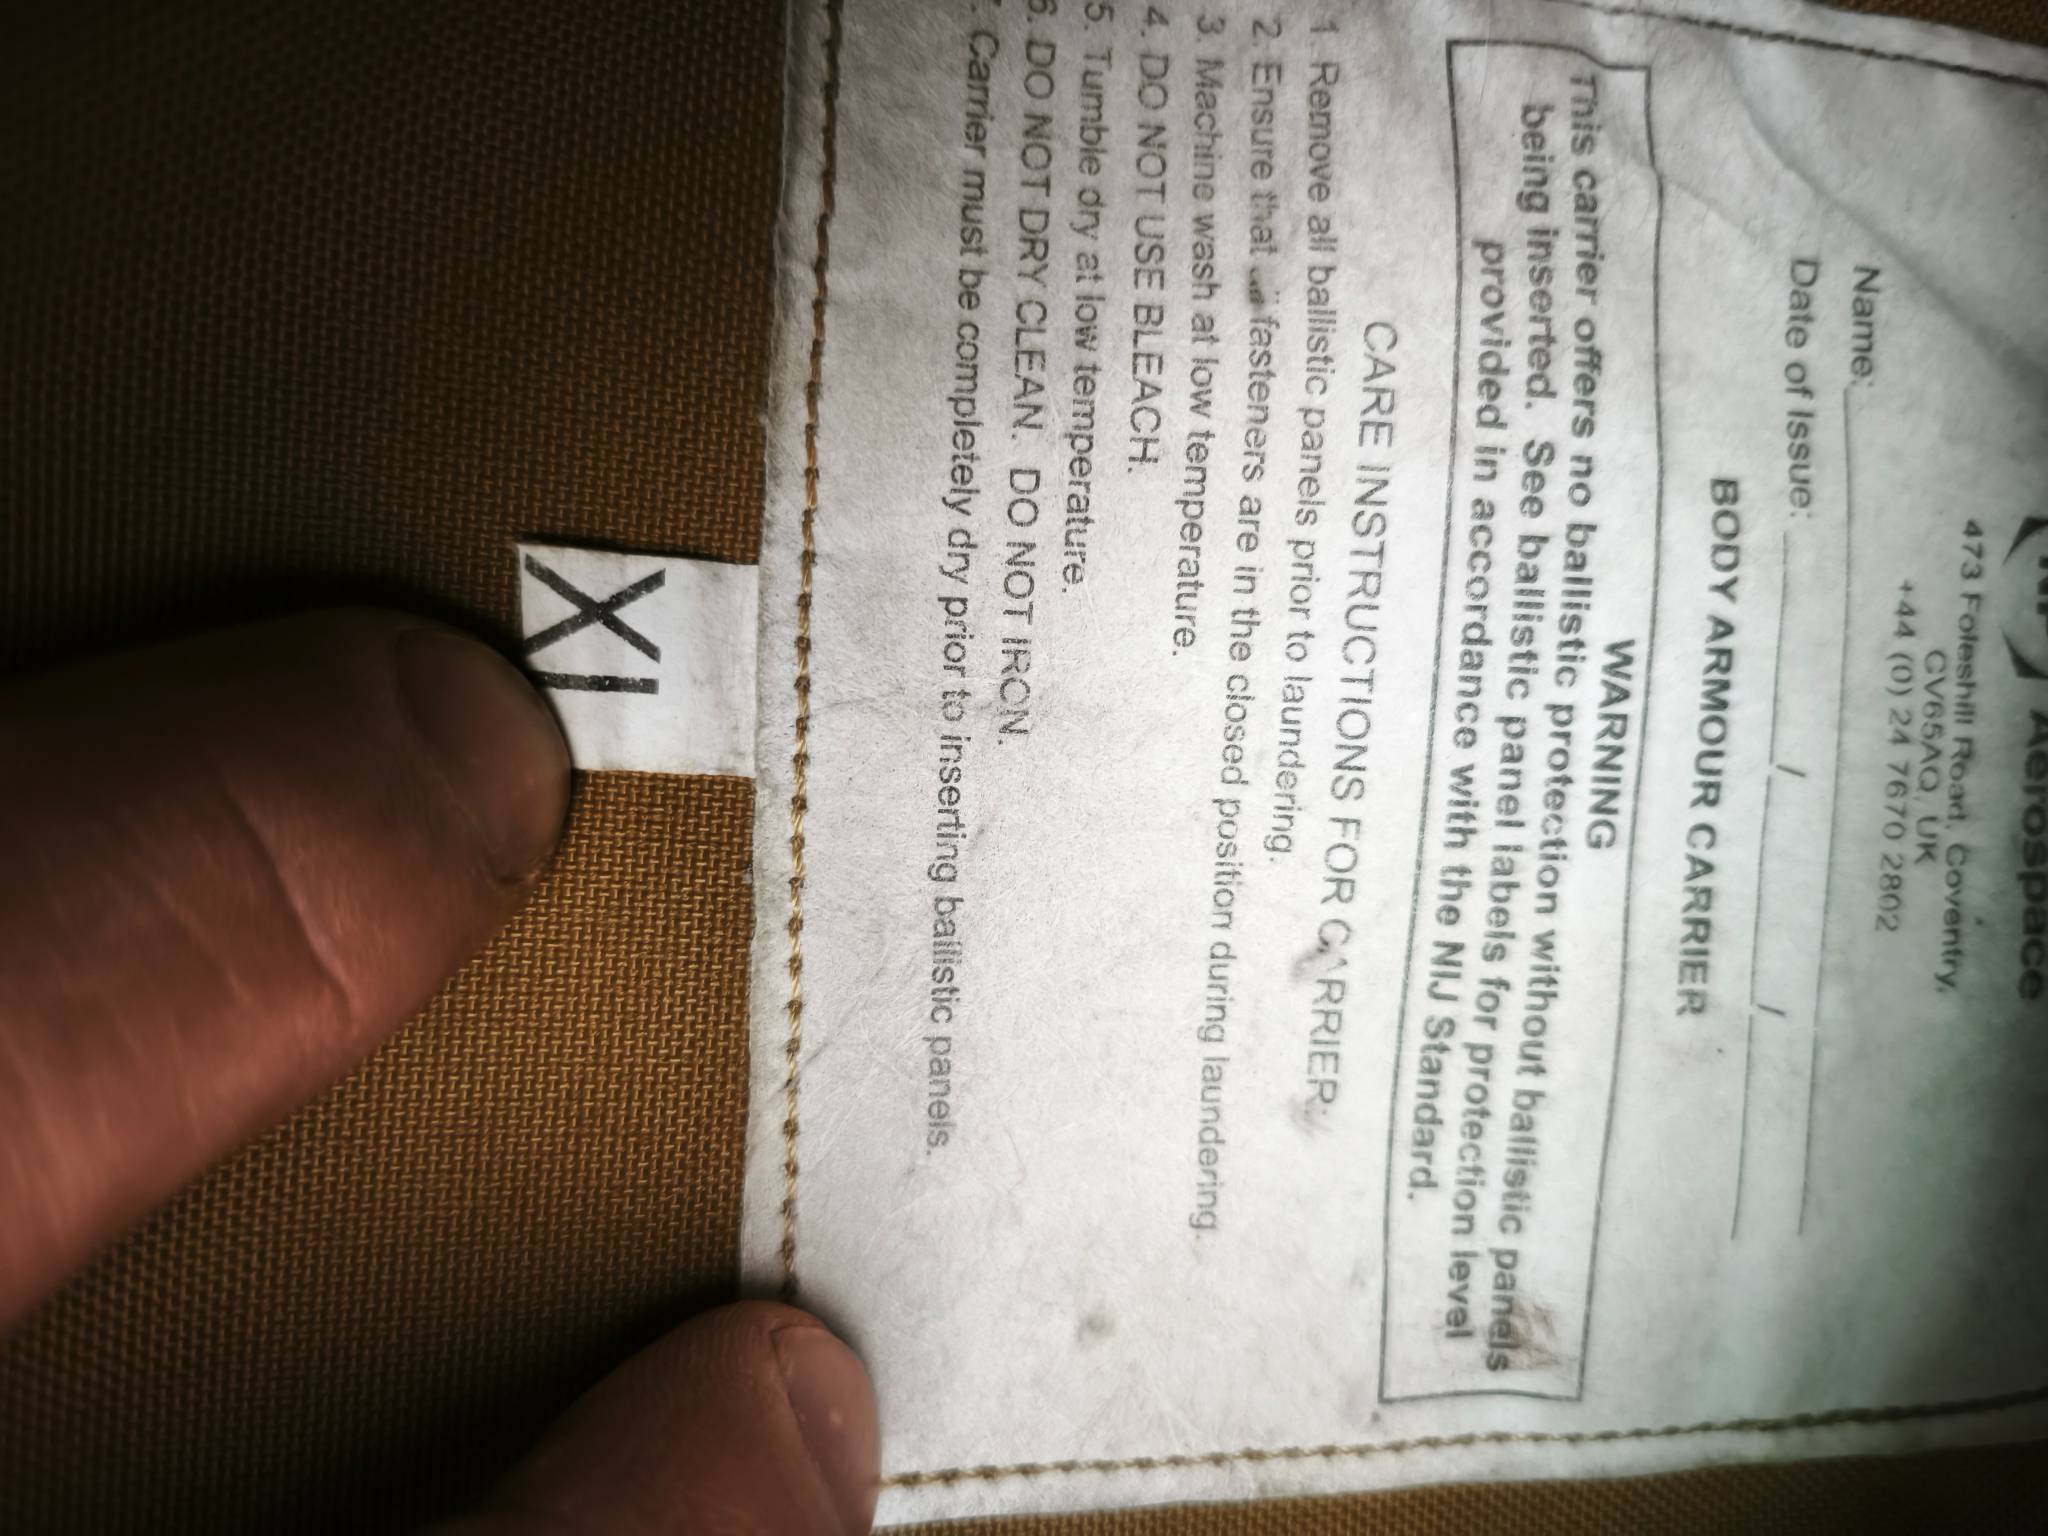 Aerospace
473 Foleshill Road, Coventry,
CV65AQ, UK
+44 (0) 24 7670 2802
Name:
Date of Issue: / /
BODY ARMOUR CARRIER
WARNING
This carrier offers no ballistic protection without ballistic panels
being inserted. See ballistic panel labels for protection level
provided in accordance with the NIJ Standard.
CARE INSTRUCTIONS FOR CARRIER:
1. Remove all ballistic panels prior to laundering.
2. Ensure that fasteners are in the closed position during laundering.
3. Machine wash at low temperature.
4. DO NOT USE BLEACH.
5. Tumble dry at low temperature.
6. DO NOT DRY CLEAN. DO NOT IRON.
Carrier must be completely dry prior to inserting ballistic panels.
XL